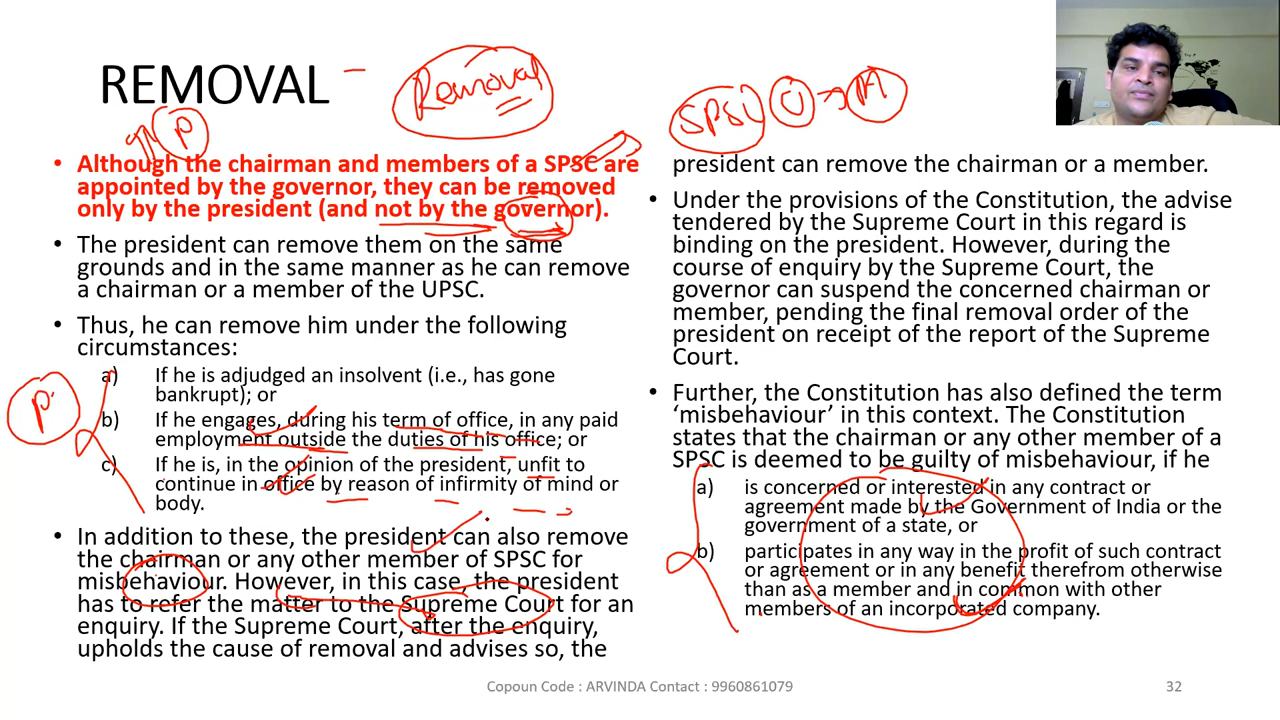 REMOVAL
Removal
SPSC
M
P
• Although the chairman and members of a SPSC are
appointed by the governor, they can be removed
only by the president (and not by the governor).
• The president can remove them on the same
grounds and in the same manner as he can remove
a chairman or a member of the UPSC.
• Thus, he can remove him under the following
circumstances:
P
a) If he is adjudged an insolvent (i.e., has gone
bankrupt); or
b) If he engages, during his term of office, in any paid
employment outside the duties of his office; or
c) If he is, in the opinion of the president, unfit to
continue in office by reason of infirmity of mind or
body.
• In addition to these, the president can also remove
the chairman or any other member of SPSC for
misbehaviour. However, in this case, the president
has to refer the matter to the Supreme Court for an
enquiry. If the Supreme Court, after the enquiry,
upholds the cause of removal and advises so, the
president can remove the chairman or a member.
• Under the provisions of the Constitution, the advise
tendered by the Supreme Court in this regard is
binding on the president. However, during the
course of enquiry by the Supreme Court, the
governor can suspend the concerned chairman or
member, pending the final removal order of the
president on receipt of the report of the Supreme
Court.
• Further, the Constitution has also defined the term
‘misbehaviour’ in this context. The Constitution
states that the chairman or any other member of a
SPSC is deemed to be guilty of misbehaviour, if he
a) is concerned or interested in any contract or
agreement made by the Government of India or the
government of a state, or
b) participates in any way in the profit of such contract
or agreement or in any benefit therefrom otherwise
than as a member and in common with other
members of an incorporated company.
Copoun Code : ARVINDA Contact : 9960861079
32